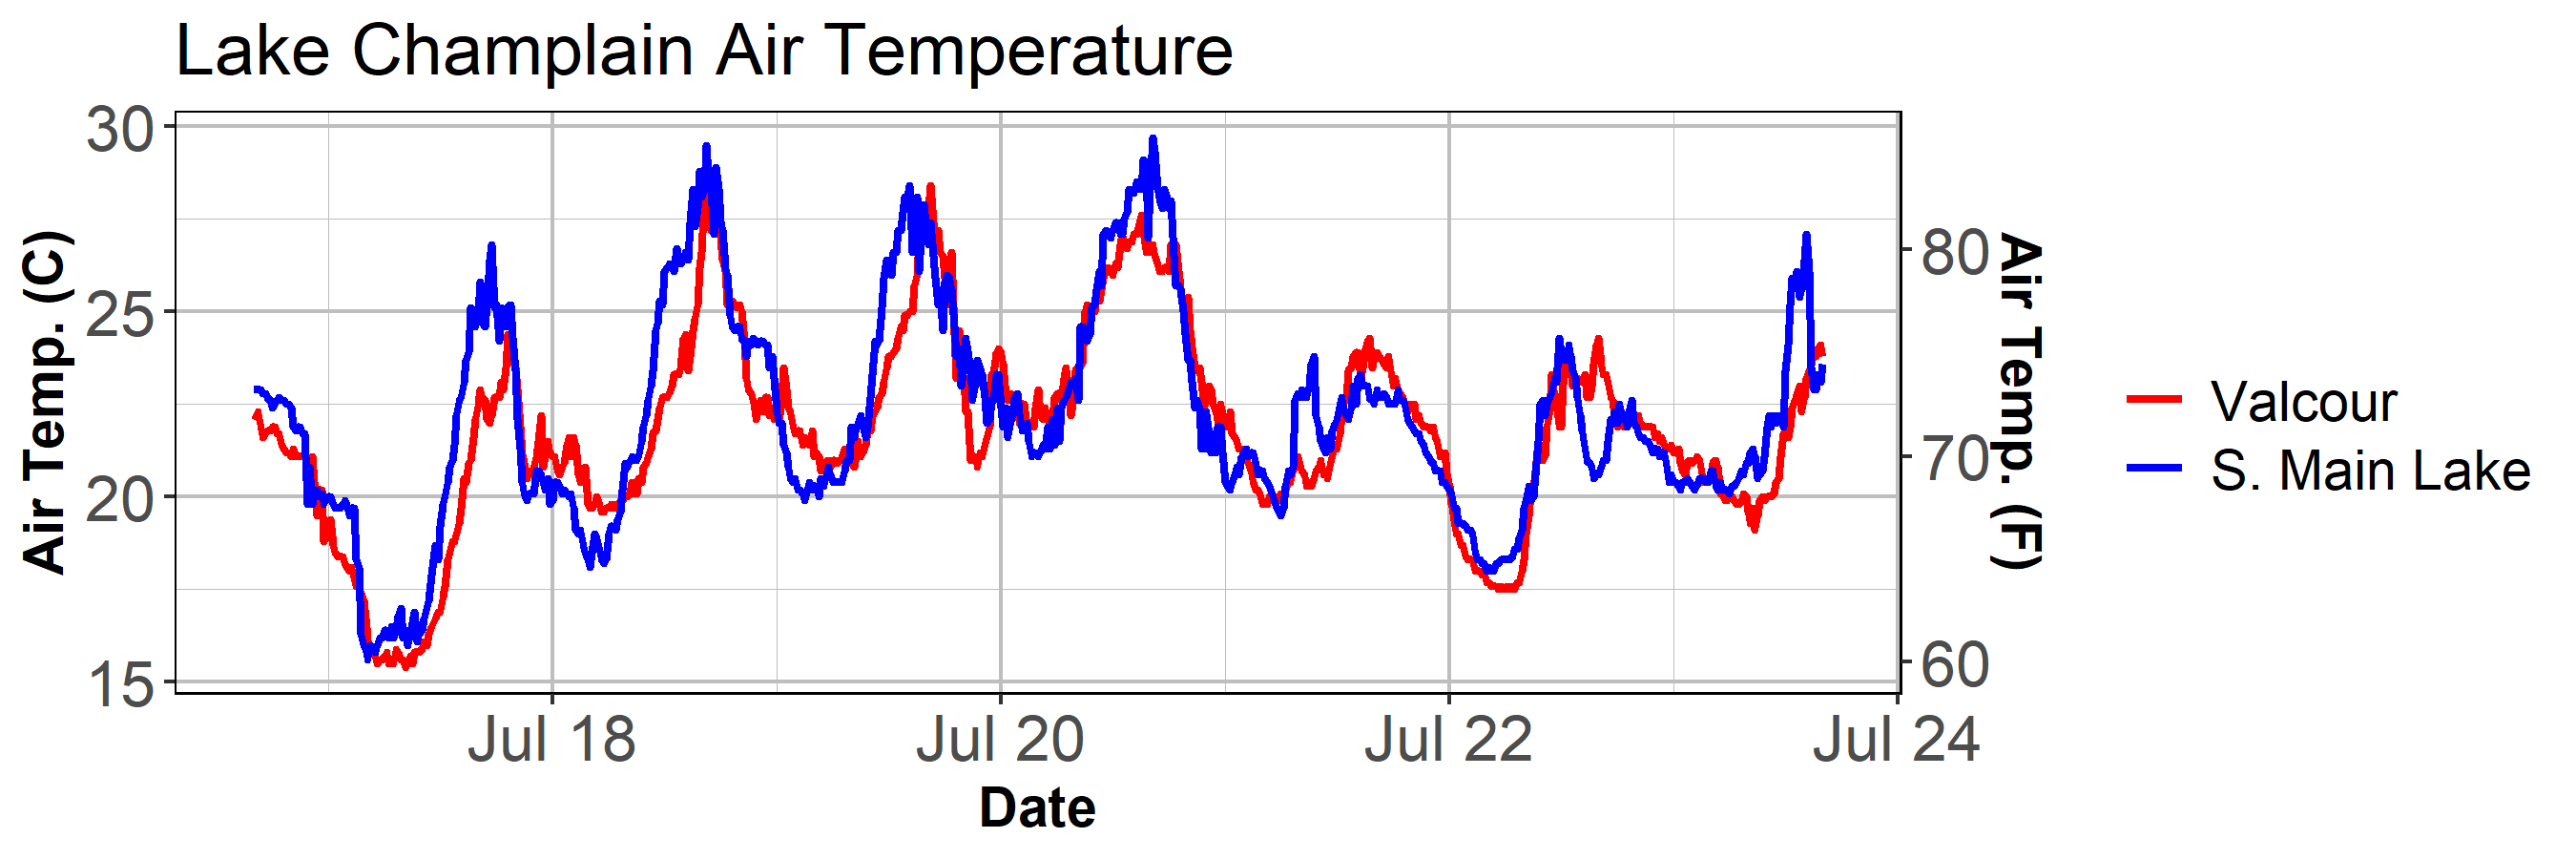 Lake Champlain Air Temperature
30
25
20
15
Air Temp. (C)
80
70
60
Air Temp. (F)
Jul 18
Jul 20
Jul 22
Jul 24
Date
Valcour
S. Main Lake